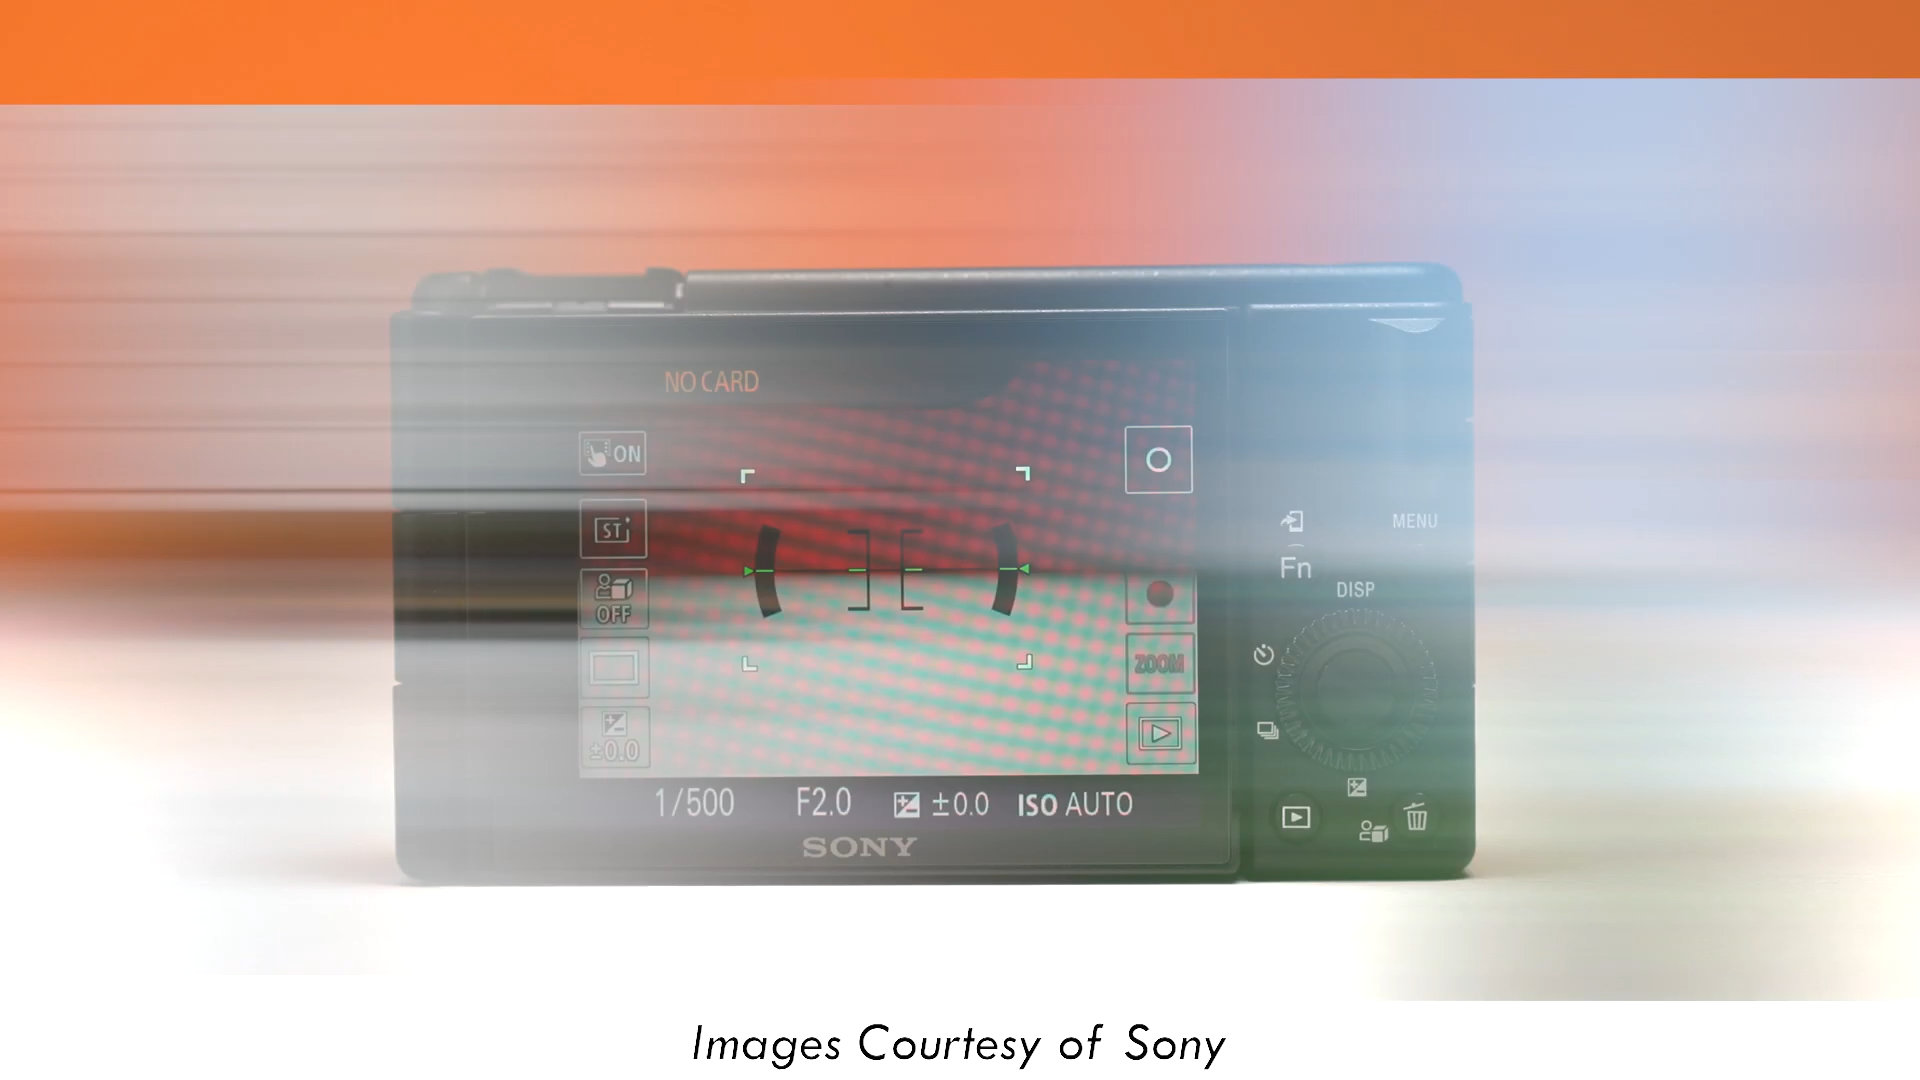 NO CARD
ON
ST
OFF
±0.0
ZOOM
1/500 F2.0 ±0.0 ISO AUTO
SONY
MENU
Fn
DISP
Images Courtesy of Sony